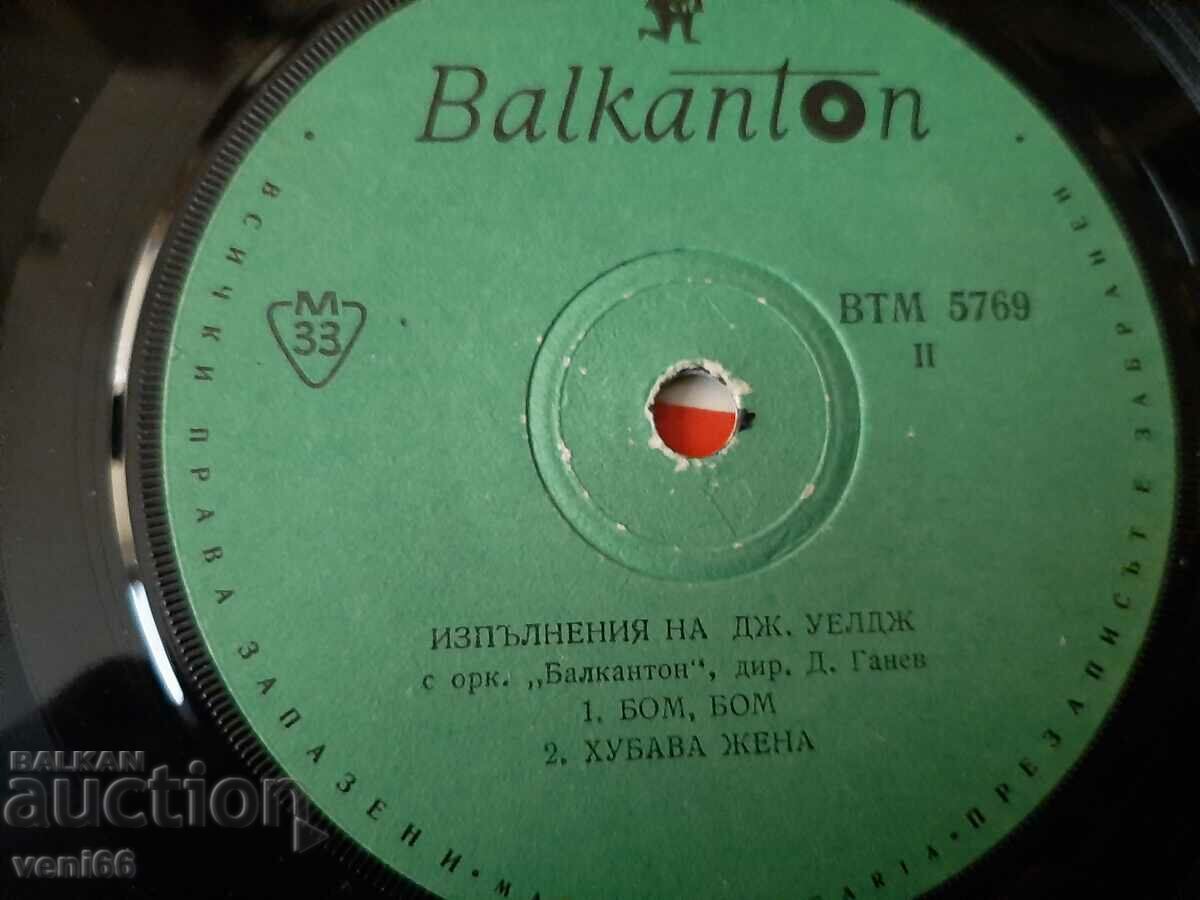 Balkanton
ВСИЧКИ ПРАВА ЗАПАЗЕНИ
ПРЕЗАПИСЪТ Е ЗАБРАНЕН
М
33
ВТМ 5769
II
ИЗПЪЛНЕНИЯ НА ДЖ. УЕЛДЖ
с орк. „Балкантон“, дир. Д. Ганев
1. БОМ, БОМ
2. ХУБАВА ЖЕНА
BALKAN
auction
veni66